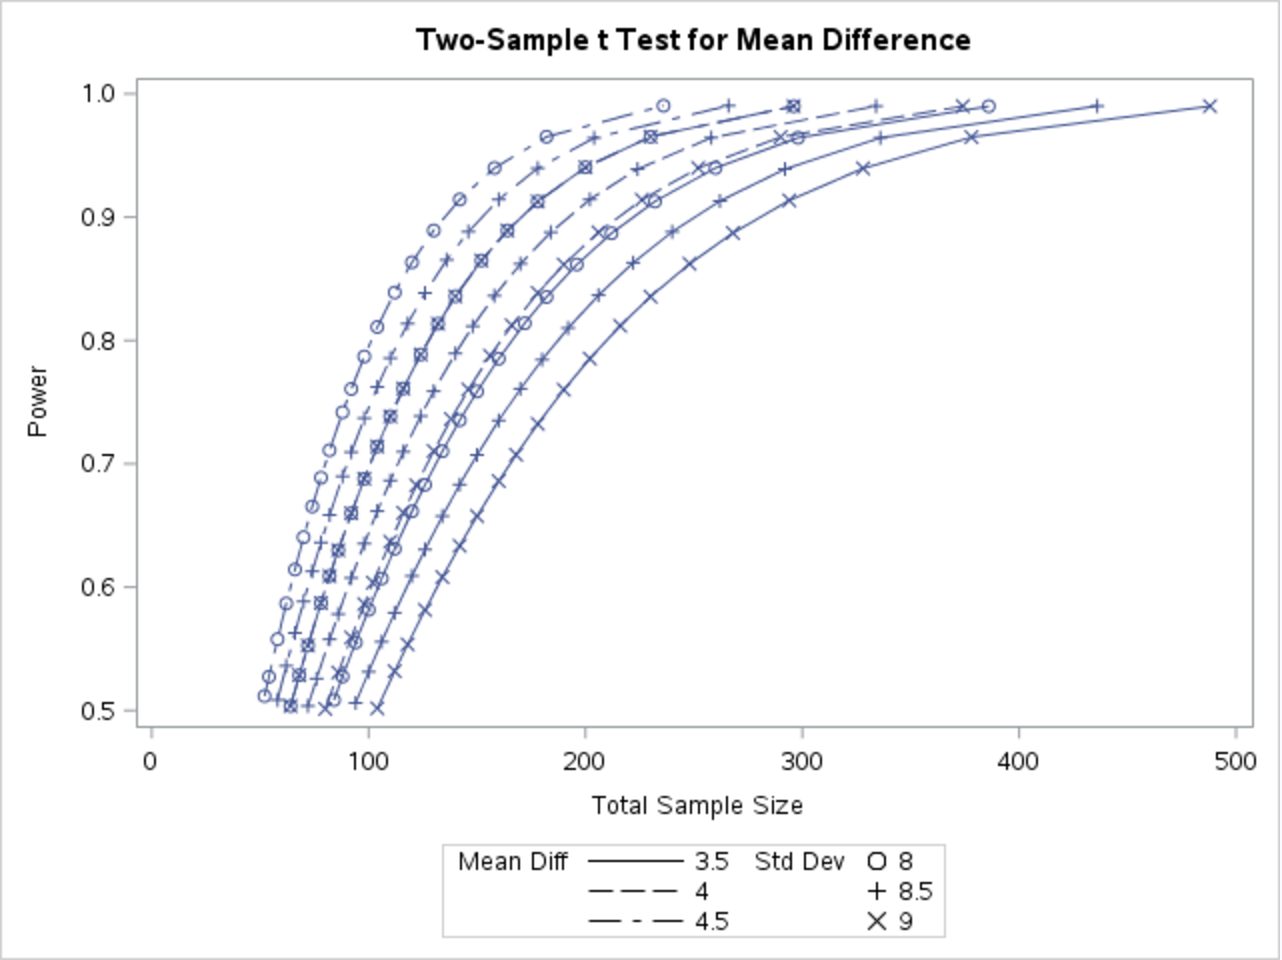 Two-Sample t Test for Mean Difference
1.0
0.9
0.8
0.7
0.6
0.5
Power
0 100 200 300 400 500
Total Sample Size
Mean Diff 3.5 Std Dev 8
4 8.5
4.5 9